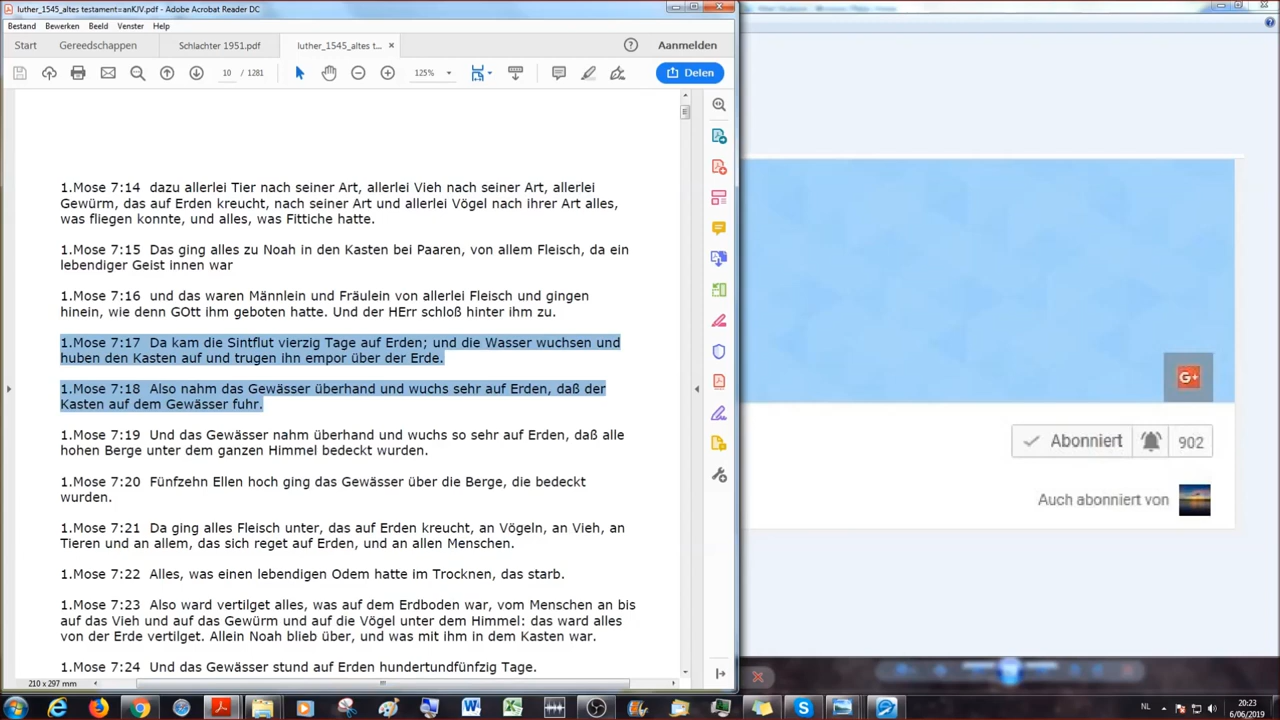 luther_1545_altes testament=anKJV.pdf - Adobe Acrobat Reader DC
Bestand Bewerken Beeld Venster Help
Start Gereedschappen Schlachter 1951.pdf luther_1545_altes t... × Aanmelden
10 / 1281 125% Delen
1.Mose 7:14 dazu allerlei Tier nach seiner Art, allerlei Vieh nach seiner Art, allerlei
Gewürm, das auf Erden kreucht, nach seiner Art und allerlei Vögel nach ihrer Art alles,
was fliegen konnte, und alles, was Fittiche hatte.
1.Mose 7:15 Das ging alles zu Noah in den Kasten bei Paaren, von allem Fleisch, da ein
lebendiger Geist innen war
1.Mose 7:16 und das waren Männlein und Fräulein von allerlei Fleisch und gingen
hinein, wie denn GOtt ihm geboten hatte. Und der HErr schloß hinter ihm zu.
1.Mose 7:17 Da kam die Sintflut vierzig Tage auf Erden; und die Wasser wuchsen und
huben den Kasten auf und trugen ihn empor über der Erde.
1.Mose 7:18 Also nahm das Gewässer überhand und wuchs sehr auf Erden, daß der
Kasten auf dem Gewässer fuhr.
1.Mose 7:19 Und das Gewässer nahm überhand und wuchs so sehr auf Erden, daß alle
hohen Berge unter dem ganzen Himmel bedeckt wurden.
1.Mose 7:20 Fünfzehn Ellen hoch ging das Gewässer über die Berge, die bedeckt
wurden.
1.Mose 7:21 Da ging alles Fleisch unter, das auf Erden kreucht, an Vögeln, an Vieh, an
Tieren und an allem, das sich reget auf Erden, und an allen Menschen.
1.Mose 7:22 Alles, was einen lebendigen Odem hatte im Trocknen, das starb.
1.Mose 7:23 Also ward vertilget alles, was auf dem Erdboden war, vom Menschen an bis
auf das Vieh und auf das Gewürm und auf die Vögel unter dem Himmel: das ward alles
von der Erde vertilget. Allein Noah blieb über, und was mit ihm in dem Kasten war.
1.Mose 7:24 Und das Gewässer stund auf Erden hundertundfünfzig Tage.
210 x 297 mm
G+
Abonniert 902
Auch abonniert von
NL 20:23
6/06/2019